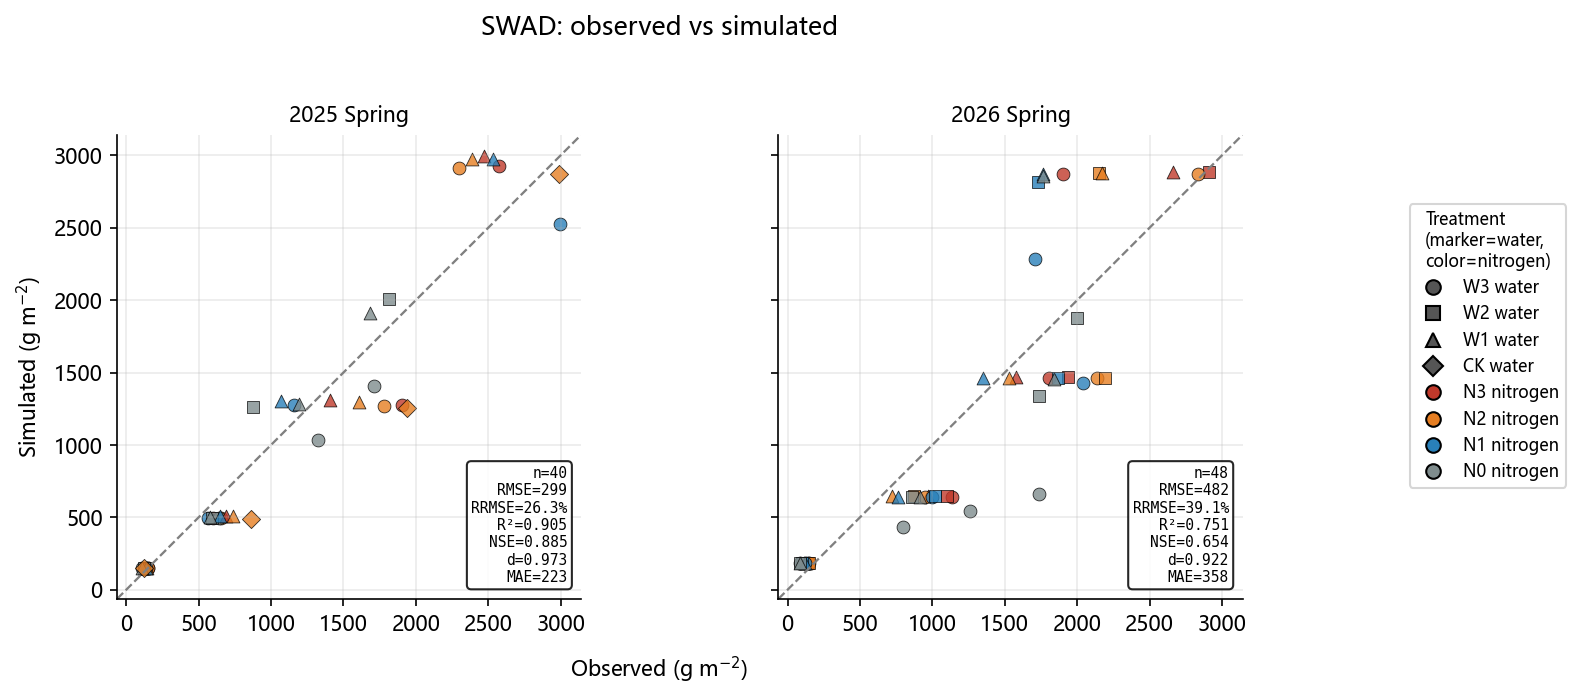 SWAD: observed vs simulated
2025 Spring
2026 Spring
Simulated (g m⁻²)
3000
2500
2000
1500
1000
500
0
n=40
RMSE=299
RRMSE=26.3%
R²=0.905
NSE=0.885
d=0.973
MAE=223
0 500 1000 1500 2000 2500 3000
n=48
RMSE=482
RRMSE=39.1%
R²=0.751
NSE=0.654
d=0.922
MAE=358
0 500 1000 1500 2000 2500 3000
Observed (g m⁻²)
Treatment
(marker=water,
color=nitrogen)
W3 water
W2 water
W1 water
CK water
N3 nitrogen
N2 nitrogen
N1 nitrogen
N0 nitrogen